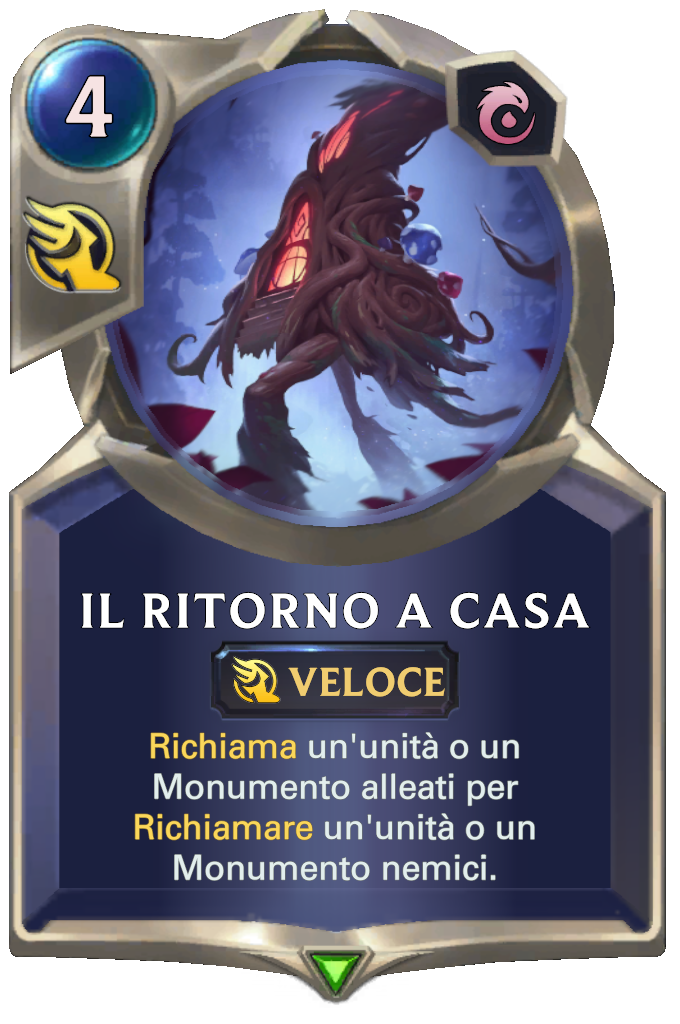 4
IL RITORNO A CASA
VELOCE
Richiama un'unità o un
Monumento alleati per
Richiamare un'unità o un
Monumento nemici.